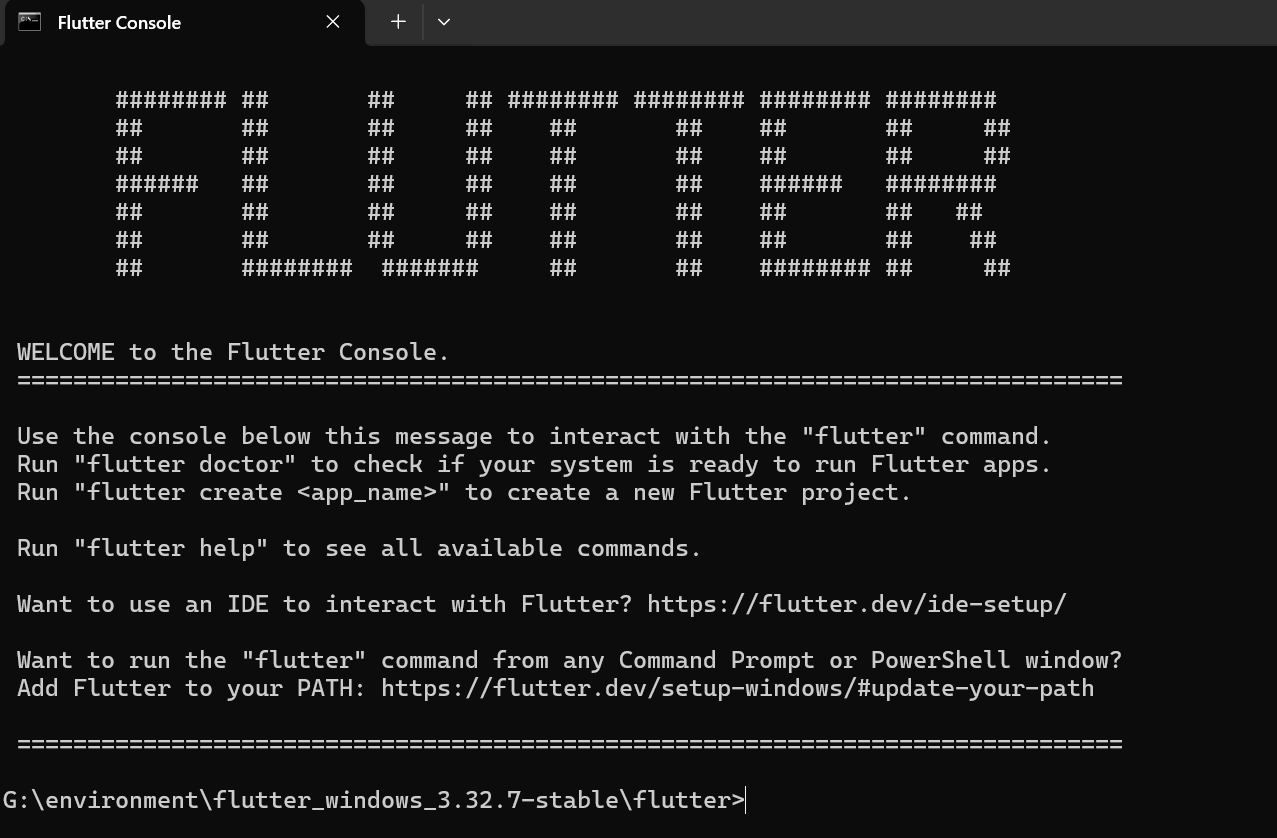 Flutter Console
######## ##       ##     ## ######## ######## ######## ########
##       ##       ##     ##    ##       ##    ##       ##     ##
##       ##       ##     ##    ##       ##    ##       ##     ##
######   ##       ##     ##    ##       ##    ######   ########
##       ##       ##     ##    ##       ##    ##       ##   ##
##       ##       ##     ##    ##       ##    ##       ##    ##
##       ########  #######     ##       ##    ######## ##     ##
WELCOME to the Flutter Console.
===============================================================================
Use the console below this message to interact with the "flutter" command.
Run "flutter doctor" to check if your system is ready to run Flutter apps.
Run "flutter create <app_name>" to create a new Flutter project.
Run "flutter help" to see all available commands.
Want to use an IDE to interact with Flutter? https://flutter.dev/ide-setup/
Want to run the "flutter" command from any Command Prompt or PowerShell window?
Add Flutter to your PATH: https://flutter.dev/setup-windows/#update-your-path
===============================================================================
G:\environment\flutter_windows_3.32.7-stable\flutter>